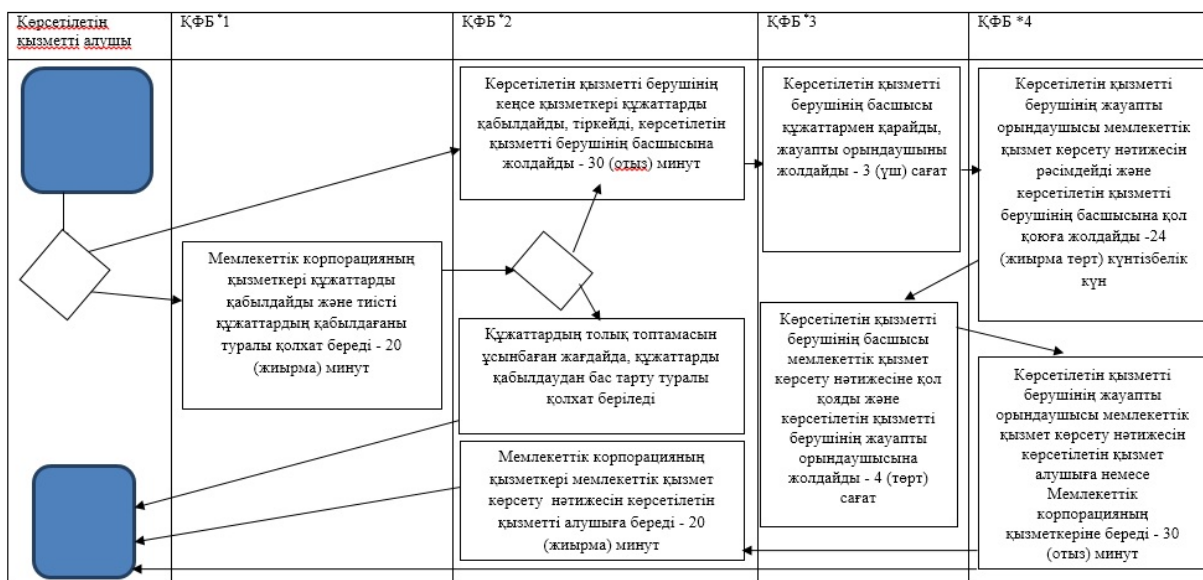 Көрсетілетін
қызметті алушы
ҚФБ *1
ҚФБ *2
ҚФБ *3
ҚФБ *4
Көрсетілетін қызметті берушінің
кеңсе қызметкері құжаттарды
қабылдайды, тіркейді, көрсетілетін
қызметті берушінің басшысына
жолдайды - 30 (отыз) минут
Көрсетілетін қызметті
берушінің басшысы
құжаттармен қарайды,
жауапты орындаушыны
жолдайды - 3 (үш) сағат
Көрсетілетін қызметті
берушінің жауапты
орындаушысы мемлекеттік
қызмет көрсету нәтижесін
рәсімдейді және
көрсетілетін қызметті
берушінің басшысына қол
қоюға жолдайды -24
(жиырма төрт) күнтізбелік
күн
Мемлекеттік корпорацияның
қызметкері құжаттарды
қабылдайды және тиісті
құжаттардың қабылдағаны
туралы қолхат береді - 20
(жиырма) минут
Құжаттардың толық топтамасын
ұсынбаған жағдайда, құжаттарды
қабылдаудан бас тарту туралы
қолхат беріледі
Көрсетілетін қызметті
берушінің басшысы
мемлекеттік қызмет
көрсету нәтижесіне қол
қояды және
көрсетілетін қызметті
берушінің жауапты
орындаушысына
жолдайды - 4 (төрт)
сағат
Көрсетілетін қызметті
берушінің жауапты
орындаушысы мемлекеттік
қызмет көрсету нәтижесін
көрсетілетін қызмет
алушыға немесе
Мемлекеттік
корпорацияның
қызметкеріне береді - 30
(отыз) минут
Мемлекеттік корпорацияның
қызметкері мемлекеттік қызмет
көрсету нәтижесін көрсетілетін
қызметті алушыға береді - 20
(жиырма) минут